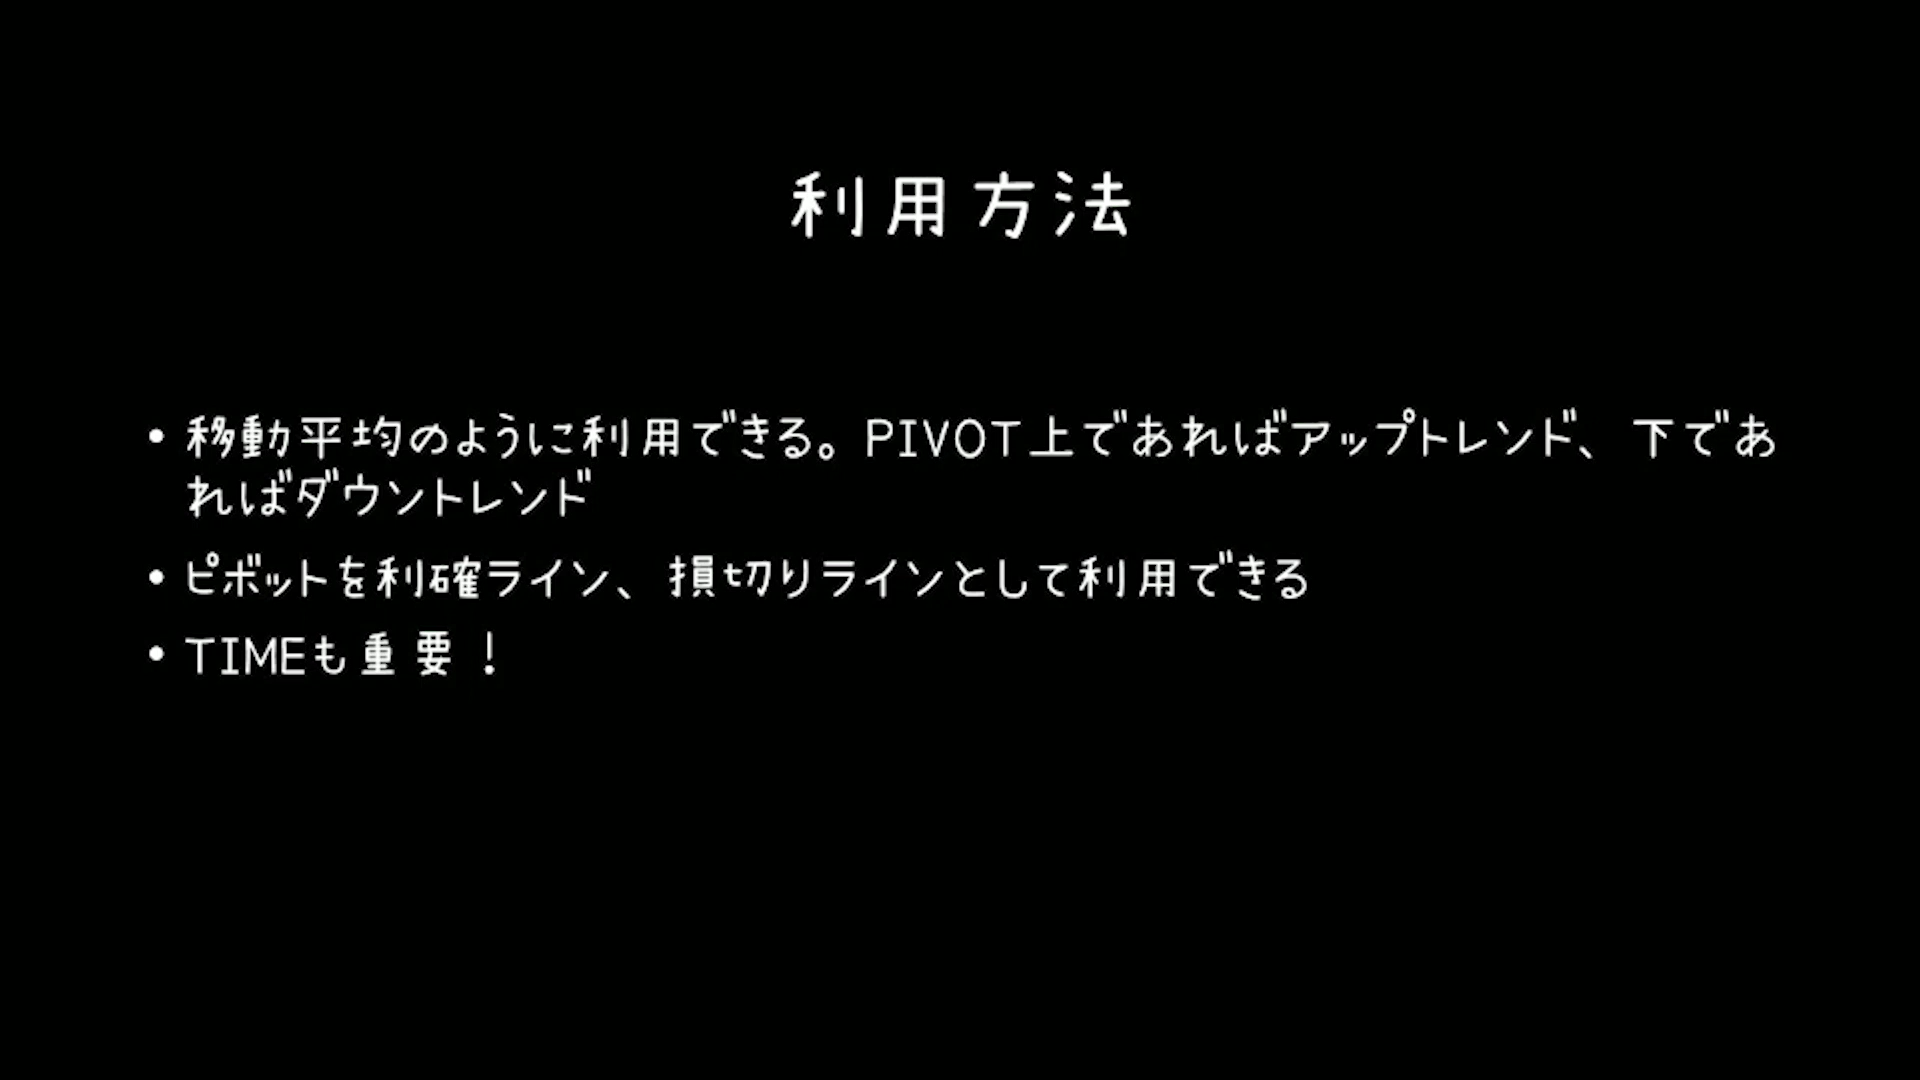 利用方法
• 移動平均のように利用できる。PIVOT上であればアップトレンド、下であ
ればダウントレンド
• ピボットを利確ライン、損切りラインとして利用できる
• TIMEも重要！